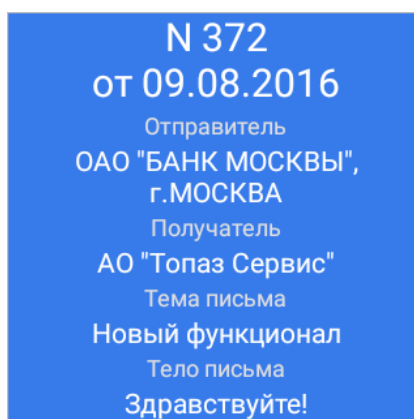 N 372
от 09.08.2016
Отправитель
ОАО "БАНК МОСКВЫ",
г.МОСКВА
Получатель
АО "Топаз Сервис"
Тема письма
Новый функционал
Тело письма
Здравствуйте!